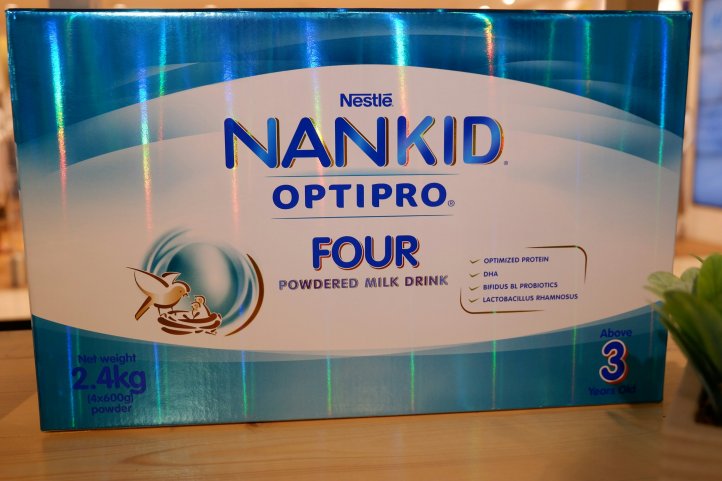 Nestlé
NANKID®
OPTIPRO®
FOUR
POWDERED MILK DRINK
OPTIMIZED PROTEIN
DHA
BIFIDUS BL PROBIOTICS
LACTOBACILLUS RHAMNOSUS
Net weight
2.4kg
(4x600g)
powder
Above
3
Years Old